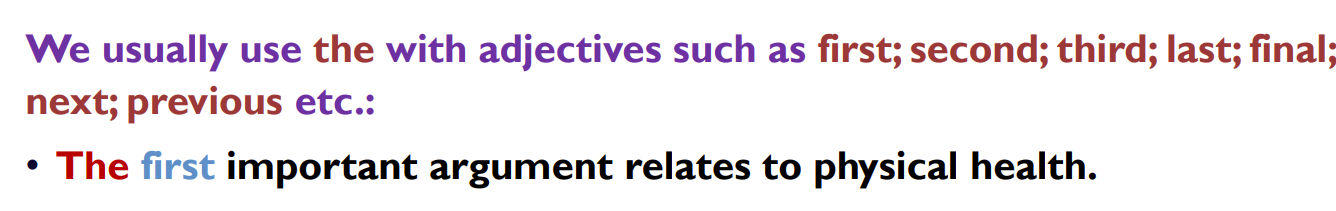 We usually use the with adjectives such as first; second; third; last; final;
next; previous etc.:
• The first important argument relates to physical health.